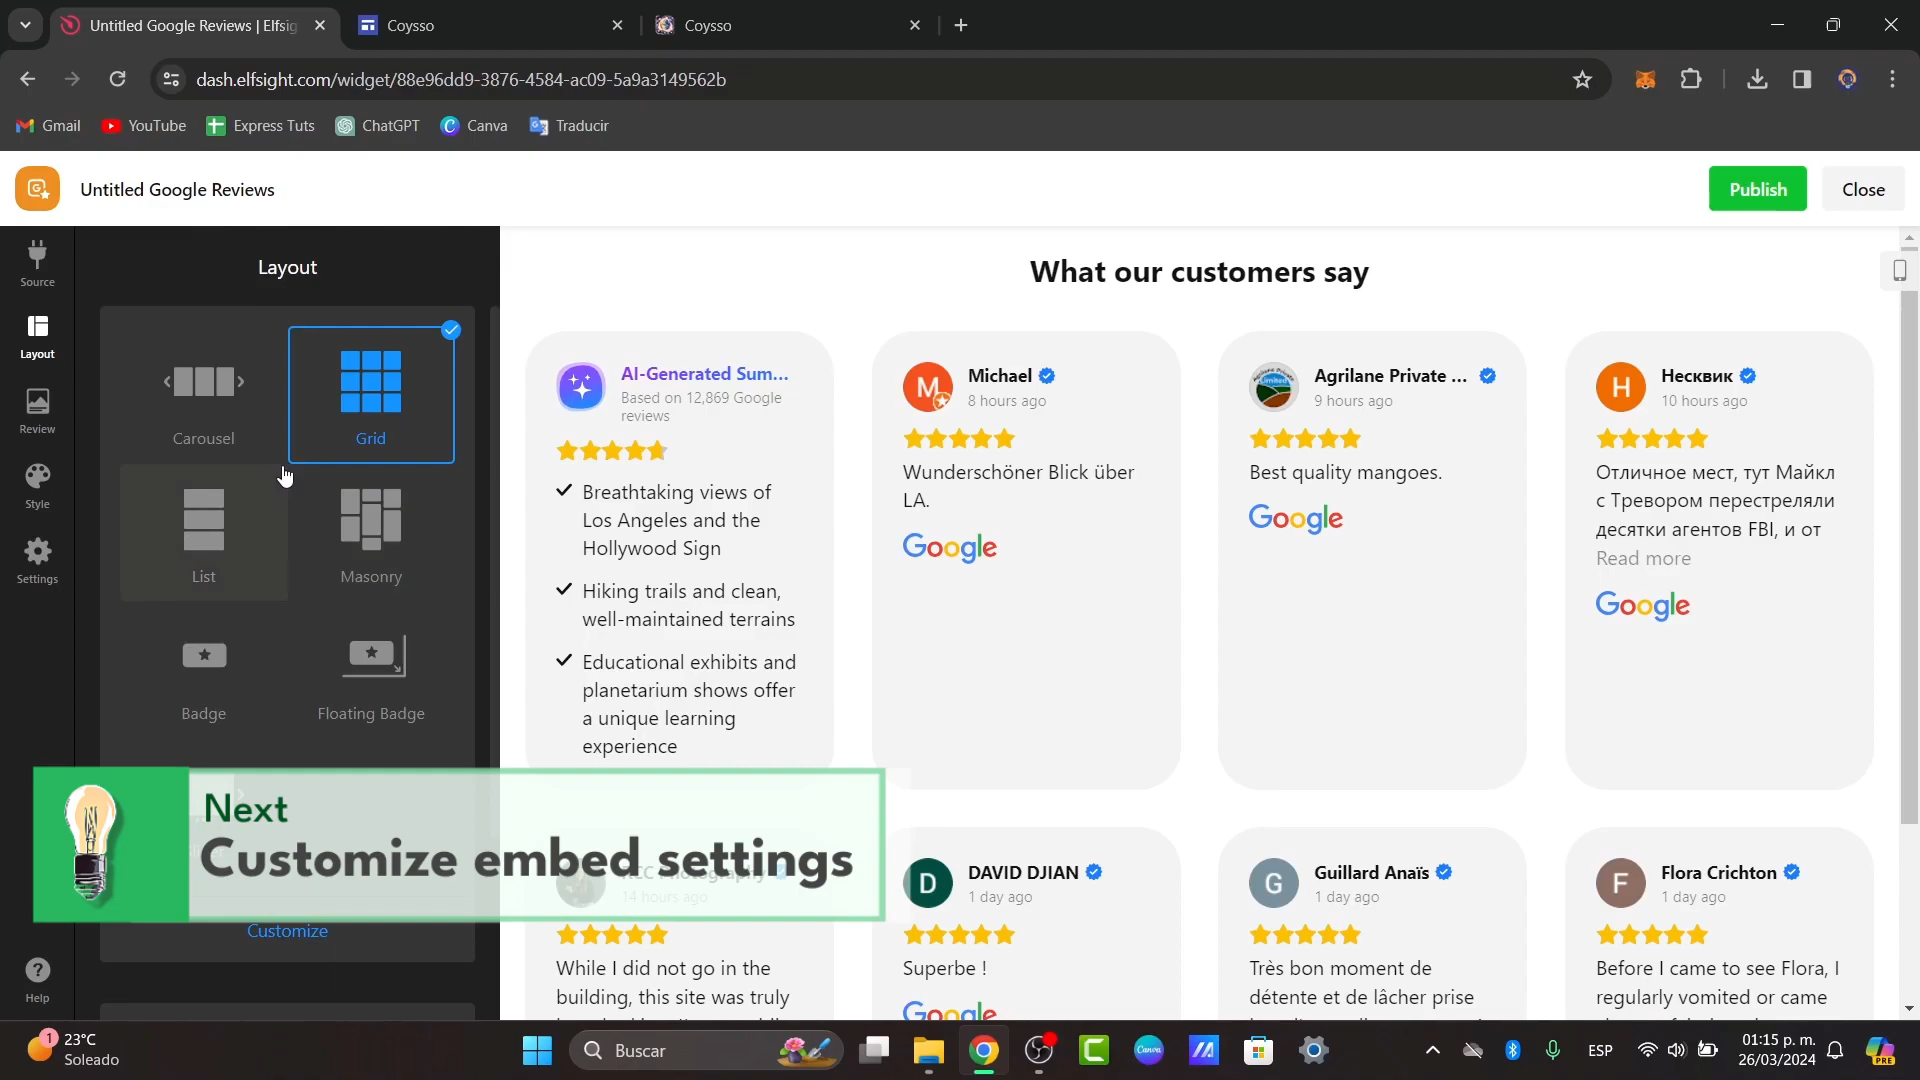 Untitled Google Reviews | Elfsig
Coysso
Coysso
dash.elfsight.com/widget/88e96dd9-3876-4584-ac09-5a9a3149562b
Gmail
YouTube
Express Tuts
ChatGPT
Canva
Traducir
Untitled Google Reviews
Publish
Close
Source
Layout
Review
Style
Settings
Help
Layout
Carousel
Grid
List
Masonry
Badge
Floating Badge
Customize
Next
Customize embed settings
What our customers say
AI-Generated Sum...
Based on 12,869 Google
reviews
Breathtaking views of
Los Angeles and the
Hollywood Sign
Hiking trails and clean,
well-maintained terrains
Educational exhibits and
planetarium shows offer
a unique learning
experience
M
Michael
8 hours ago
Wunderschöner Blick über
LA.
Google
Agrilane Private ...
9 hours ago
Best quality mangoes.
Google
H
Несквик
10 hours ago
Отличное мест, тут Майкл
с Тревором перестреляли
десятки агентов FBI, и от
Read more
Google
14 hours ago
While I did not go in the
building, this site was truly
D
DAVID DJIAN
1 day ago
Superbe !
Google
G
Guillard Anaïs
1 day ago
Très bon moment de
détente et de lâcher prise
F
Flora Crichton
1 day ago
Before I came to see Flora, I
regularly vomited or came
1
23°C
Soleado
Buscar
Canva
ESP
01:15 p. m.
26/03/2024
PRE